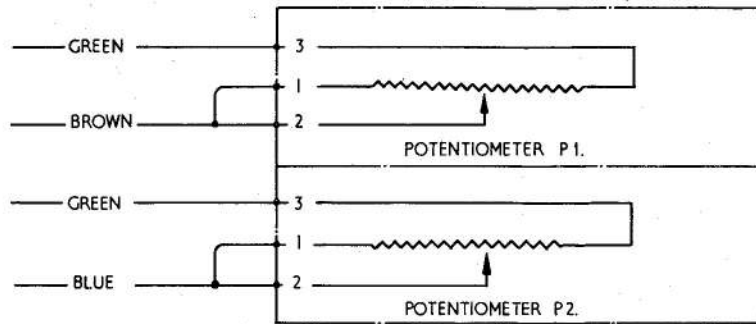 GREEN 3
1
BROWN 2
POTENTIOMETER P1.
GREEN 3
1
BLUE 2
POTENTIOMETER P2.